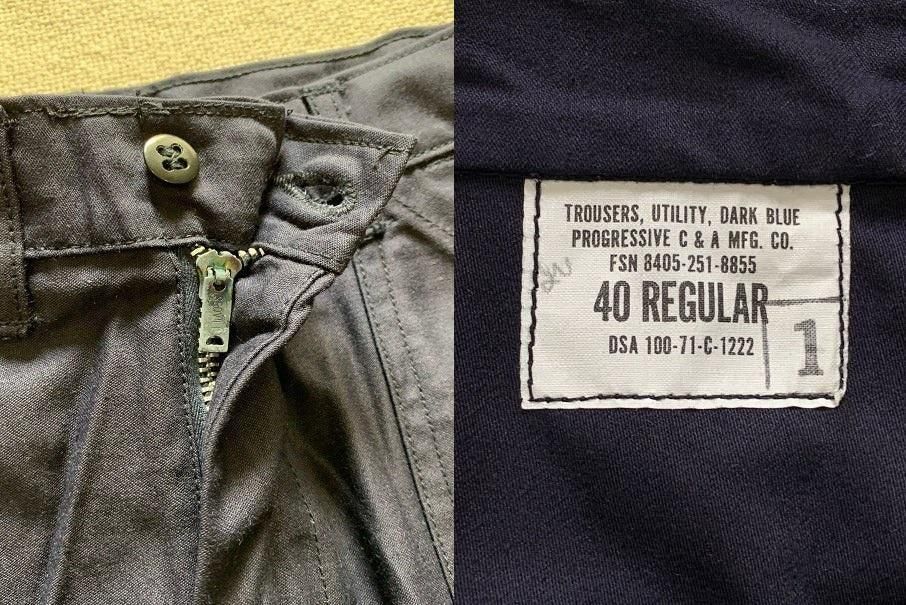 TROUSERS, UTILITY, DARK BLUE
PROGRESSIVE C & A MFG. CO.
FSN 8405-251-8855
40 REGULAR
DSA 100-71-C-1222
1